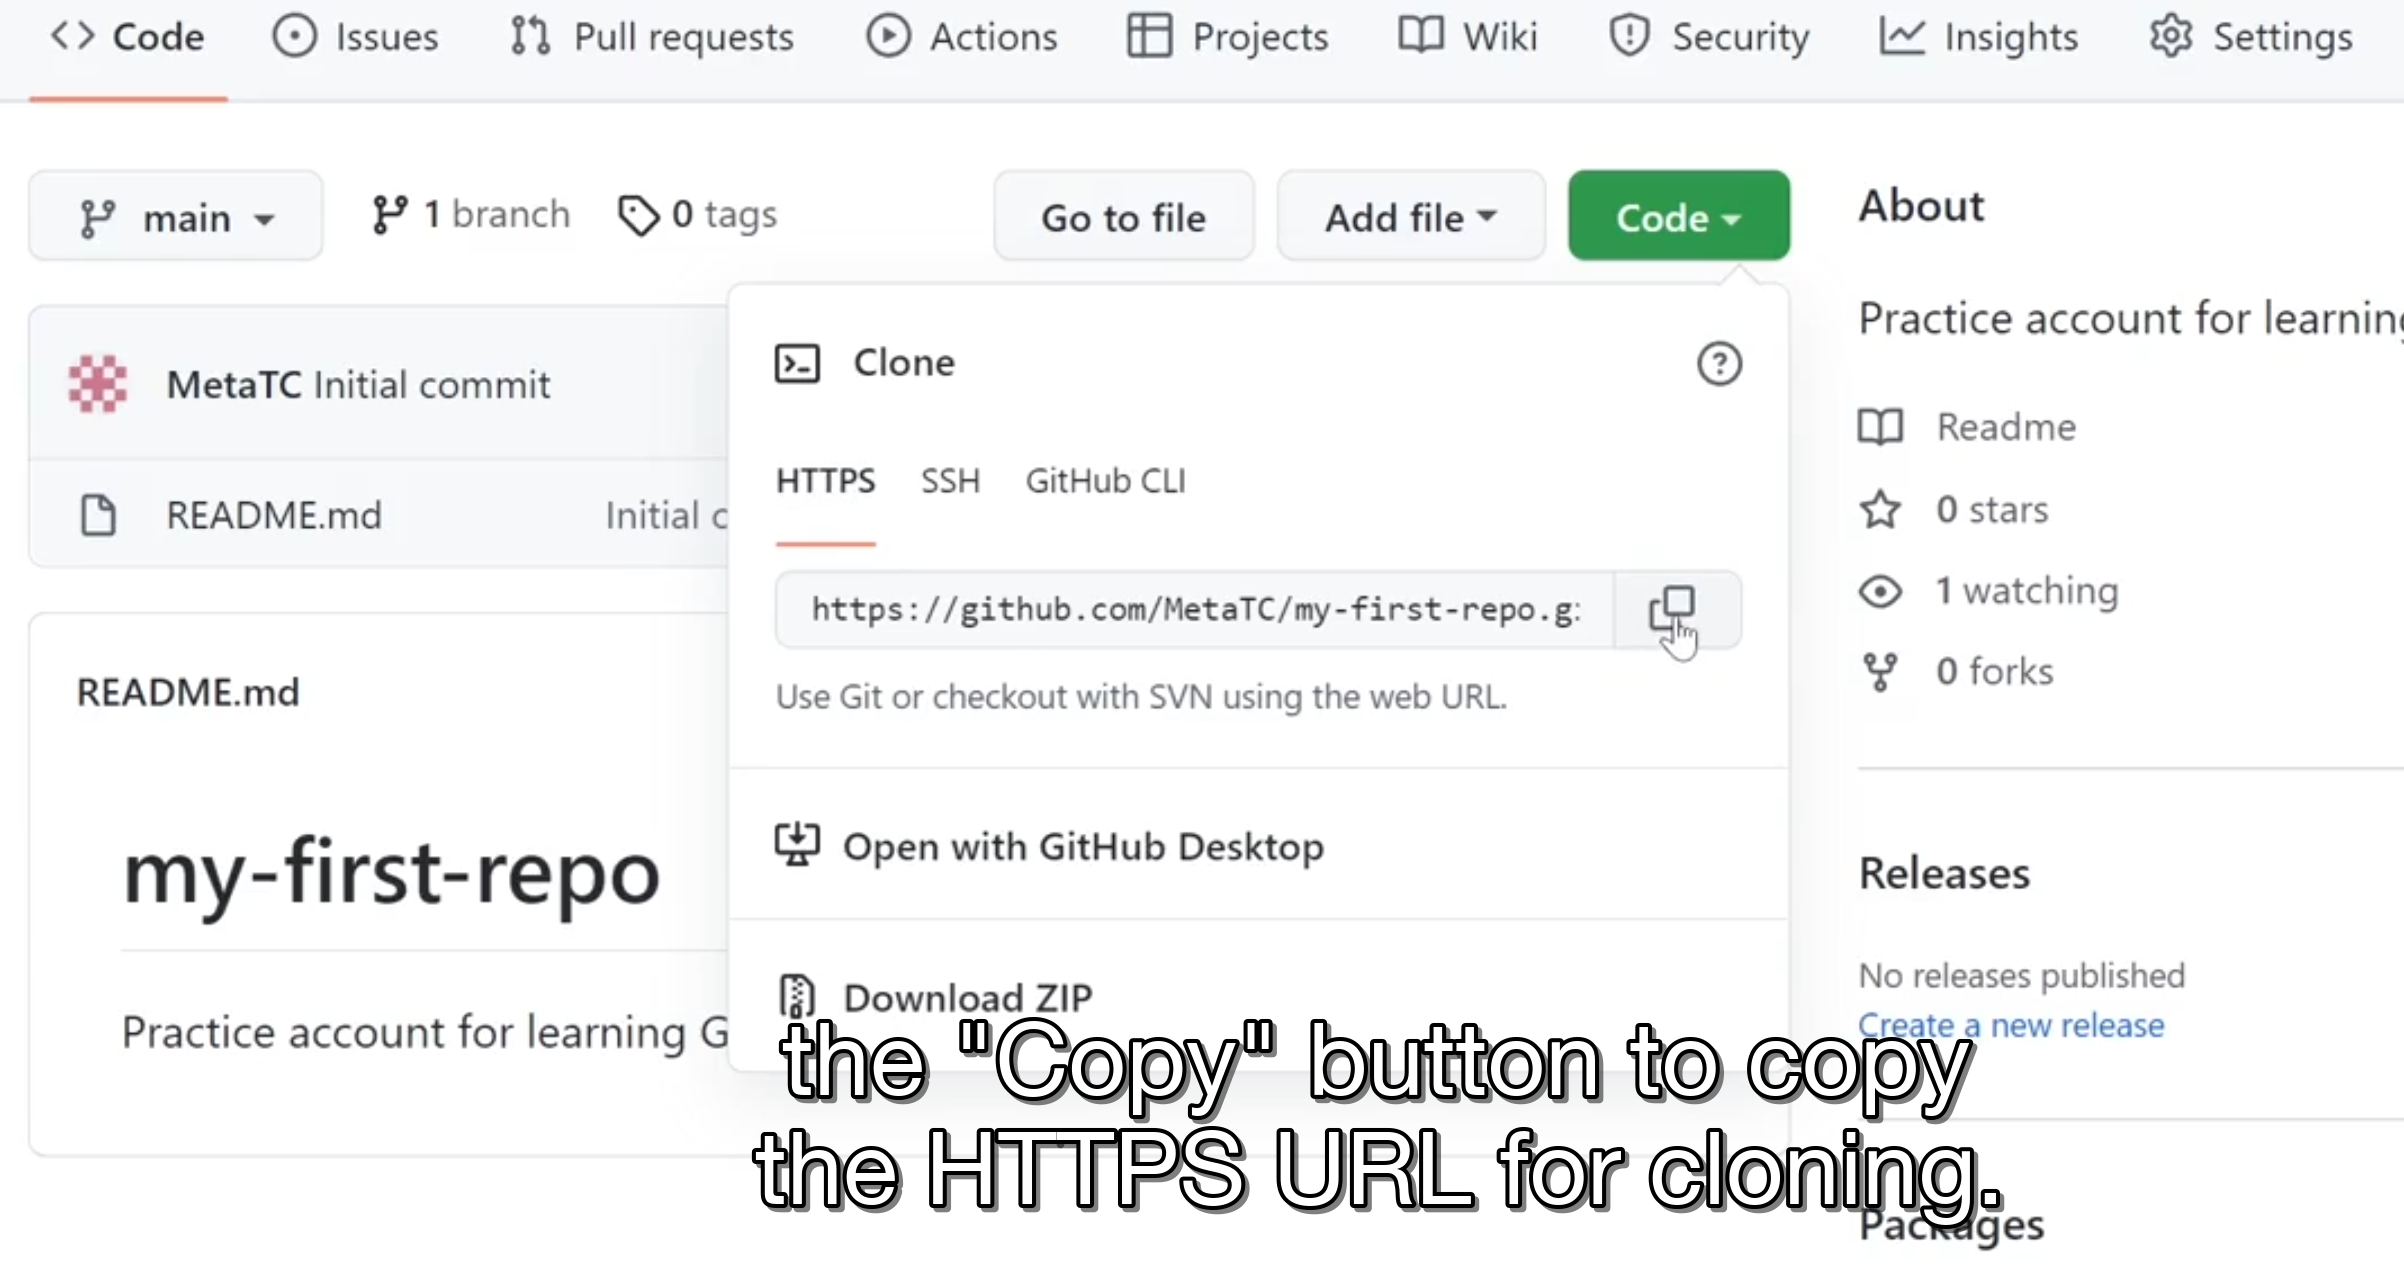 Code Issues Pull requests Actions Projects Wiki Security Insights Settings
main 1 branch 0 tags Go to file Add file Code
MetaTC Initial commit
README.md Initial
README.md
my-first-repo
Practice account for learning G
Clone
HTTPS SSH GitHub CLI
https://github.com/MetaTC/my-first-repo.g
Use Git or checkout with SVN using the web URL.
Open with GitHub Desktop
Download ZIP
About
Practice account for learning
Readme
0 stars
1 watching
0 forks
Releases
No releases published
Create a new release
Packages
the "Copy" button to copy
the HTTPS URL for cloning.